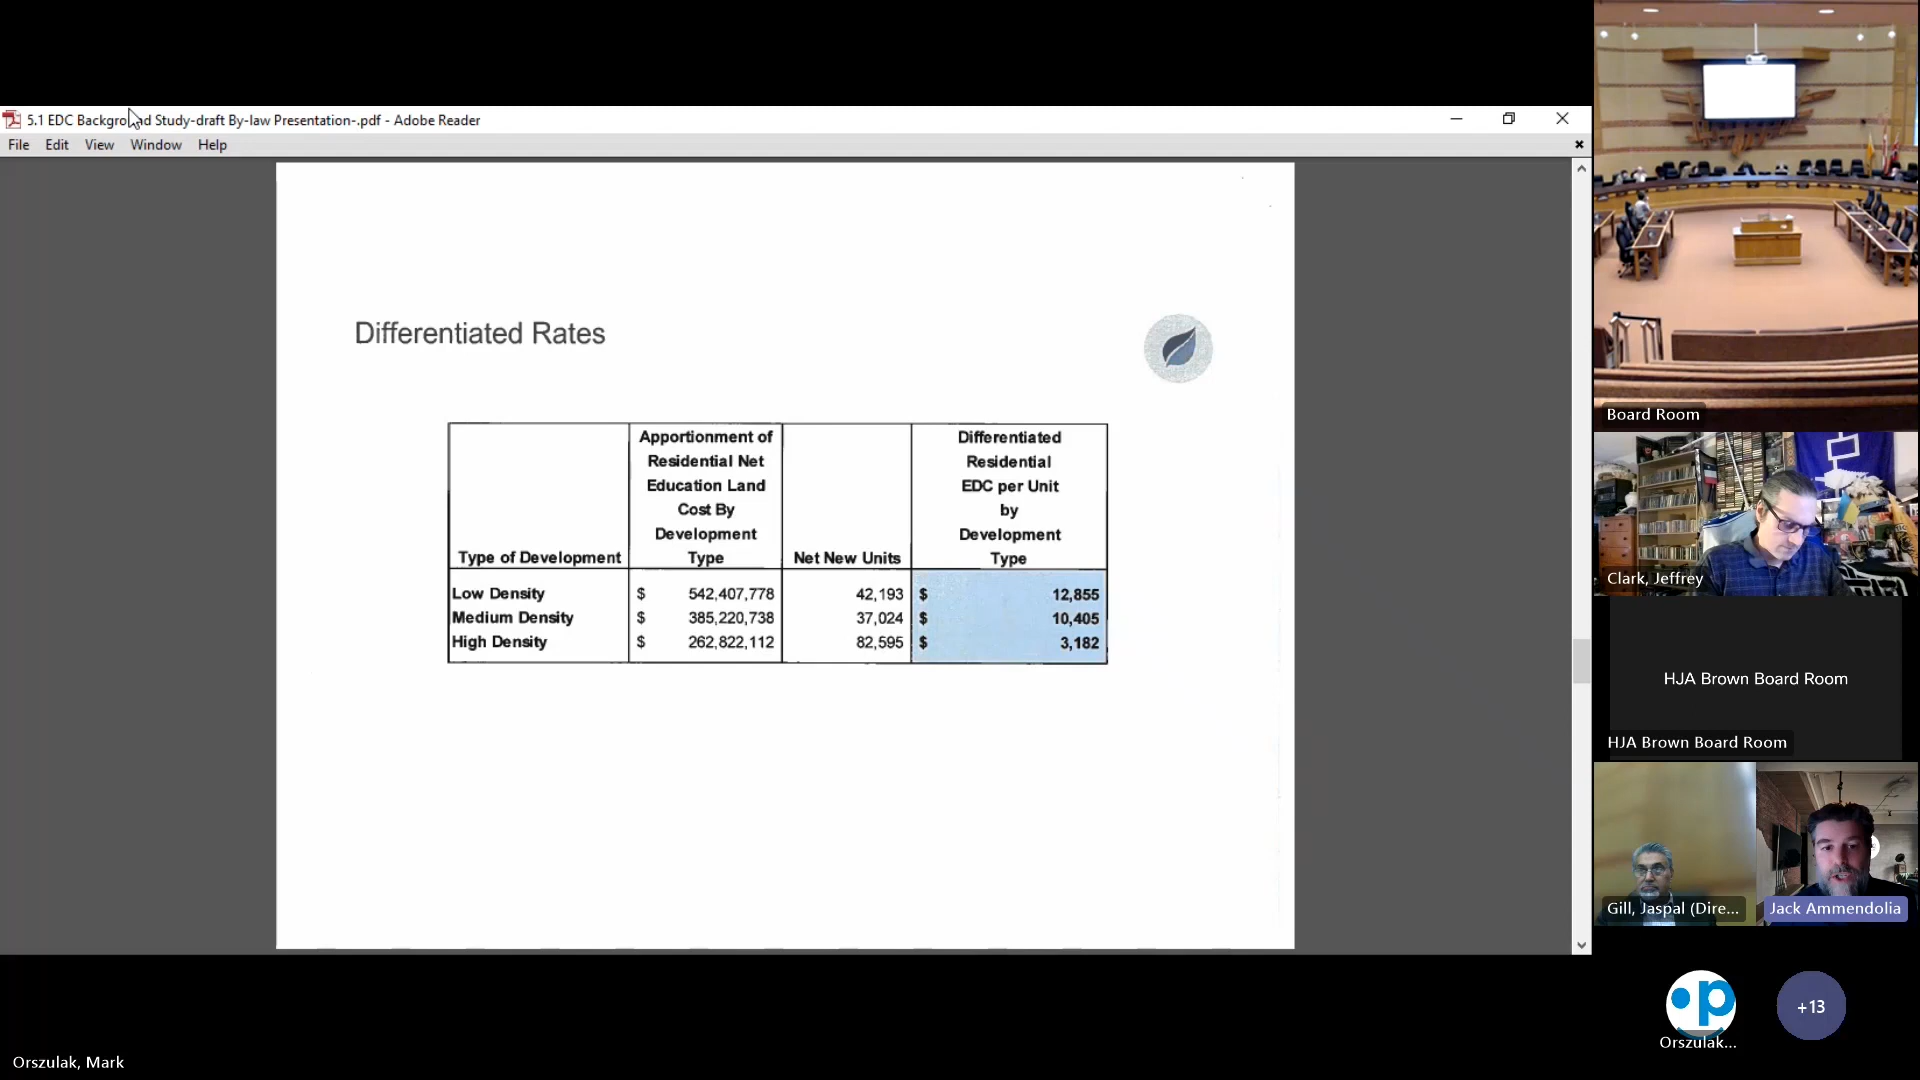 5.1 EDC Background Study-draft By-law Presentation-.pdf - Adobe Reader
File Edit View Window Help
Differentiated Rates
Type of Development
Apportionment of
Residential Net
Education Land
Cost By
Development
Type
Net New Units
Differentiated
Residential
EDC per Unit
by
Development
Type
Low Density $ 542,407,778 42,193 $ 12,855
Medium Density $ 385,220,738 37,024 $ 10,405
High Density $ 262,822,112 82,595 $ 3,182
Board Room
Clark, Jeffrey
HJA Brown Board Room
HJA Brown Board Room
Gill, Jaspal (Dire...
Jack Ammendolia
p
+13
Orszulak...
Orszulak, Mark